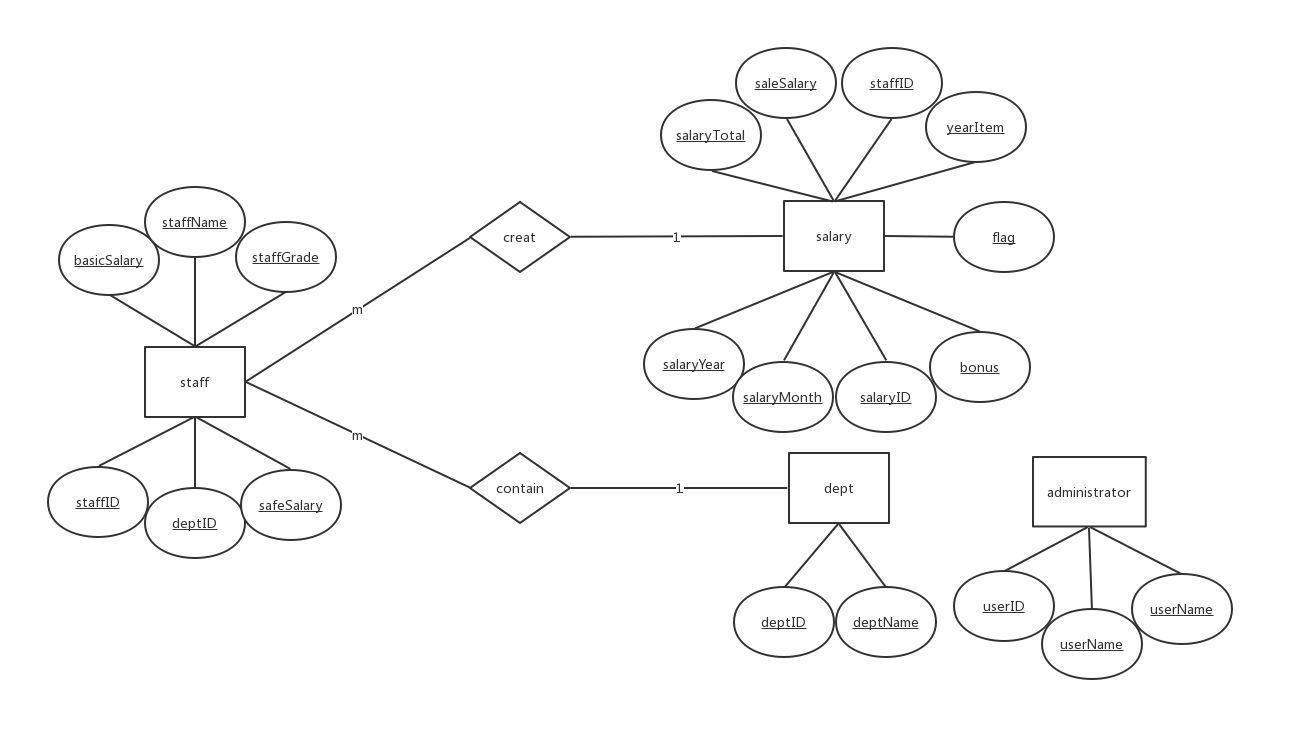 saleSalary
staffID
salaryTotal
yearItem
staffName
basicSalary
staffGrade
creat
1
salary
flag
m
staff
salaryYear
salaryMonth
salaryID
bonus
m
contain
1
dept
administrator
staffID
deptID
safeSalary
deptID
deptName
userID
userName
userName